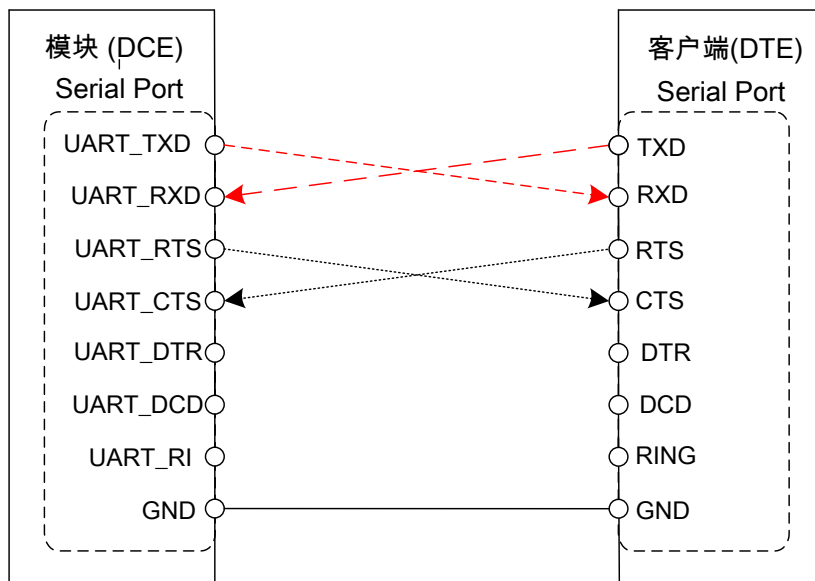 模块 (DCE)
Serial Port
UART_TXD
UART_RXD
UART_RTS
UART_CTS
UART_DTR
UART_DCD
UART_RI
GND
客户端(DTE)
Serial Port
TXD
RXD
RTS
CTS
DTR
DCD
RING
GND